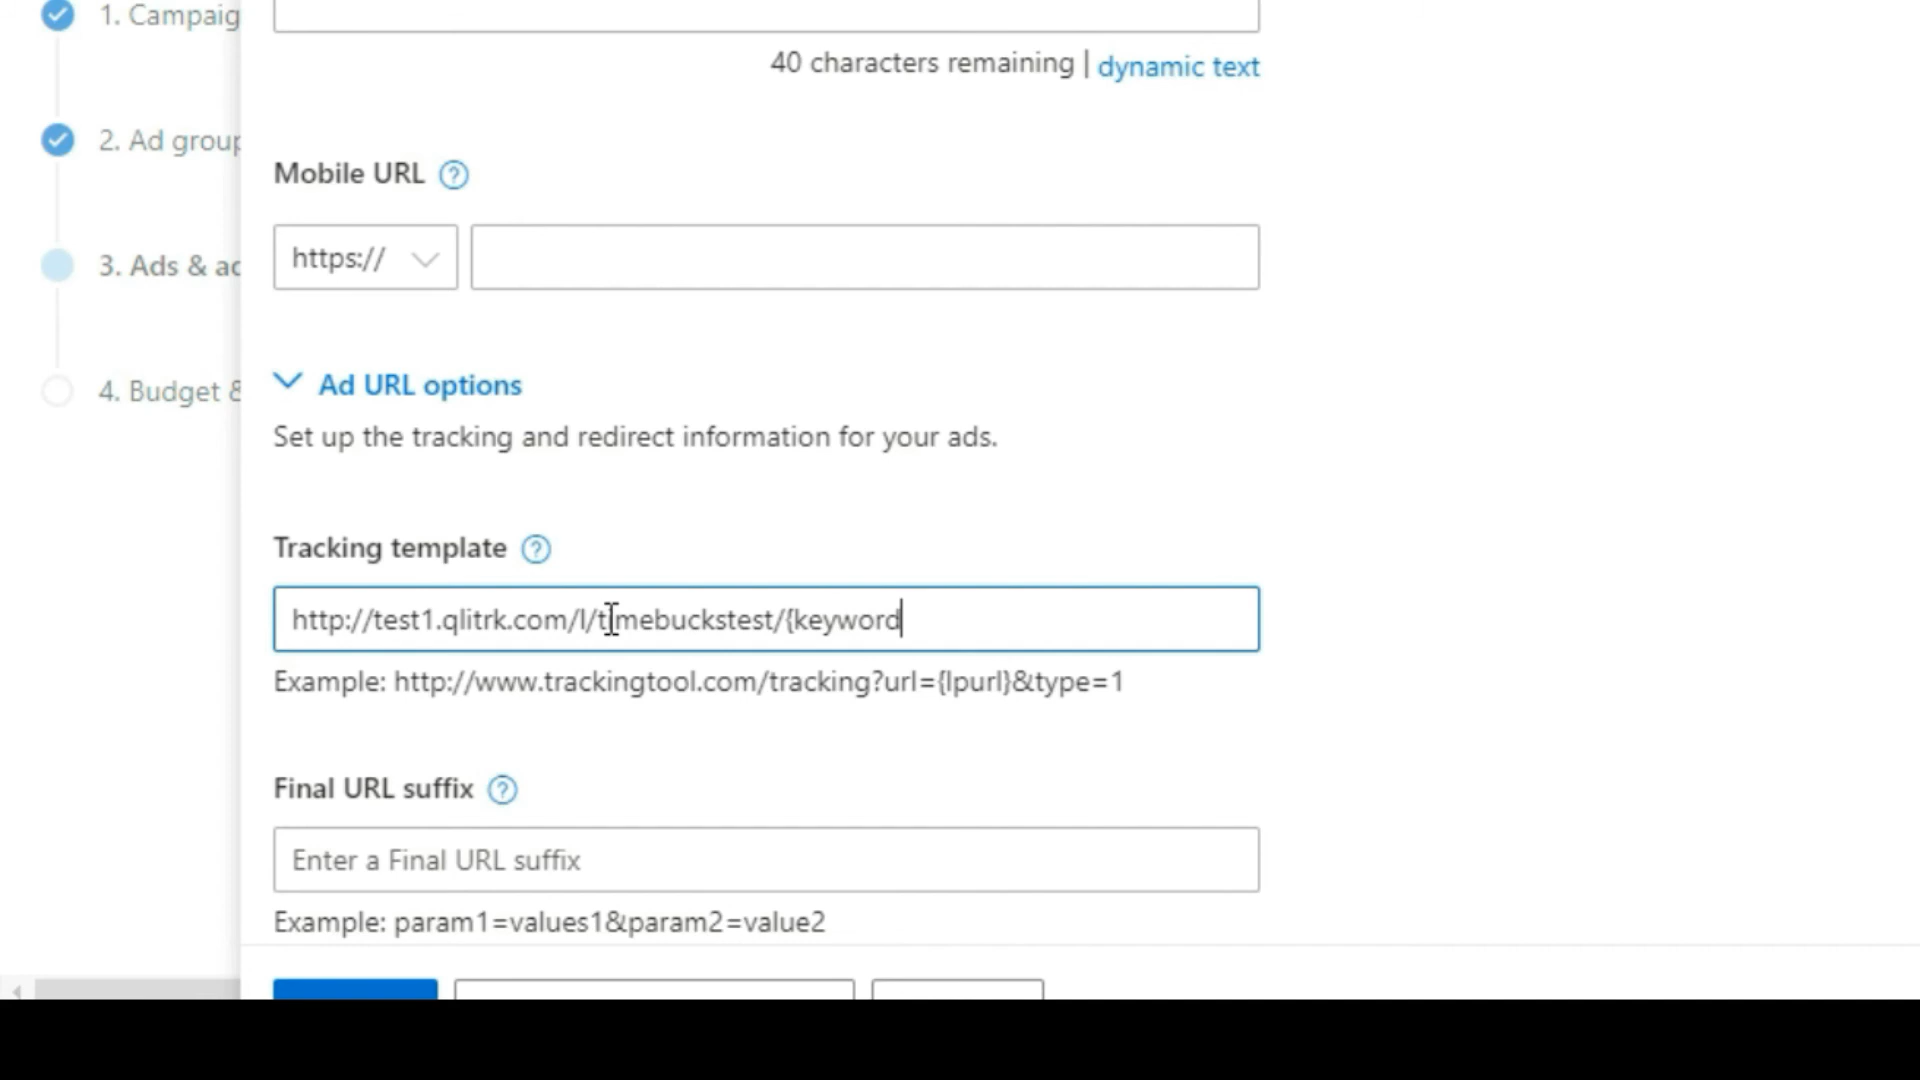 1. Campaig
40 characters remaining | dynamic text
2. Ad group
Mobile URL ?
https://
3. Ads & ad
Ad URL options
4. Budget &
Set up the tracking and redirect information for your ads.
Tracking template ?
http://test1.qlitrk.com/l/timebuckstest/{keyword
Example: http://www.trackingtool.com/tracking?url={lpurl}&type=1
Final URL suffix ?
Enter a Final URL suffix
Example: param1=values1&param2=value2